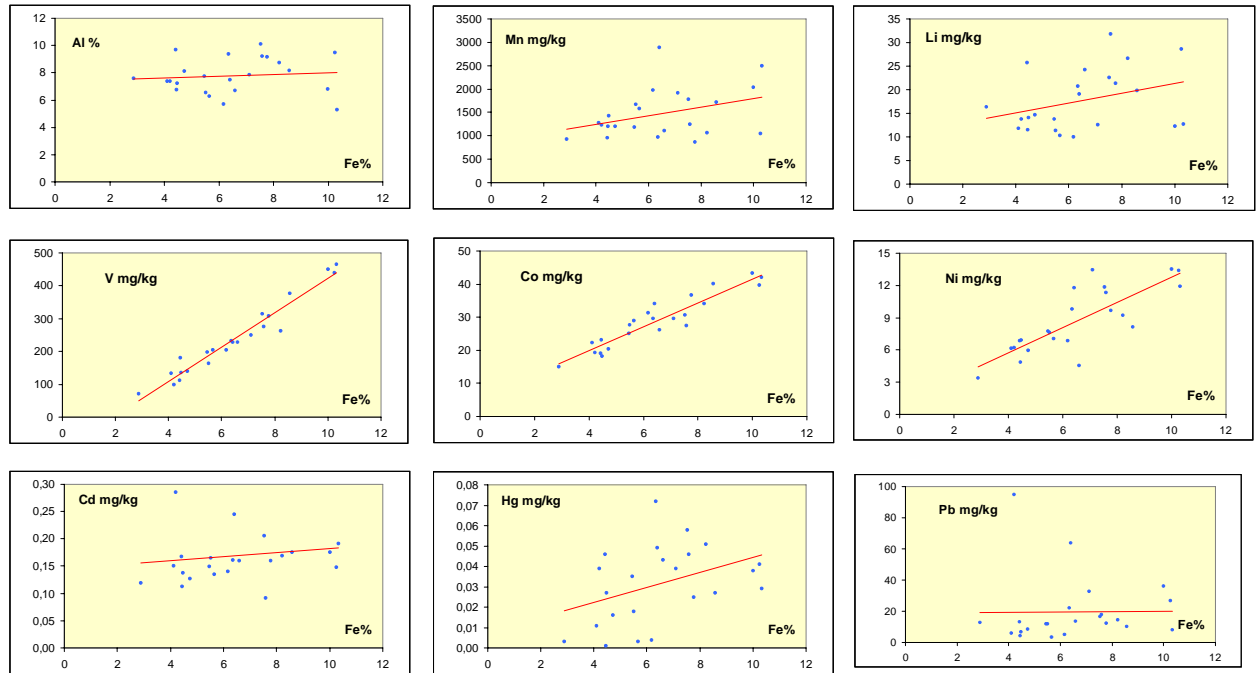 Al %
12
10
8
6
4
2
0
Fe%
0 2 4 6 8 10 12
Mn mg/kg
3500
3000
2500
2000
1500
1000
500
0
Fe%
0 2 4 6 8 10 12
Li mg/kg
35
30
25
20
15
10
5
0
Fe%
0 2 4 6 8 10 12
V mg/kg
500
400
300
200
100
0
Fe%
0 2 4 6 8 10 12
Co mg/kg
50
40
30
20
10
0
Fe%
0 2 4 6 8 10 12
Ni mg/kg
15
12
9
6
3
0
Fe%
0 2 4 6 8 10 12
Cd mg/kg
0,30
0,25
0,20
0,15
0,10
0,05
0,00
Fe%
0 2 4 6 8 10 12
Hg mg/kg
0,08
0,07
0,06
0,05
0,04
0,03
0,02
0,01
0,00
Fe%
0 2 4 6 8 10 12
Pb mg/kg
100
80
60
40
20
0
Fe%
0 2 4 6 8 10 12